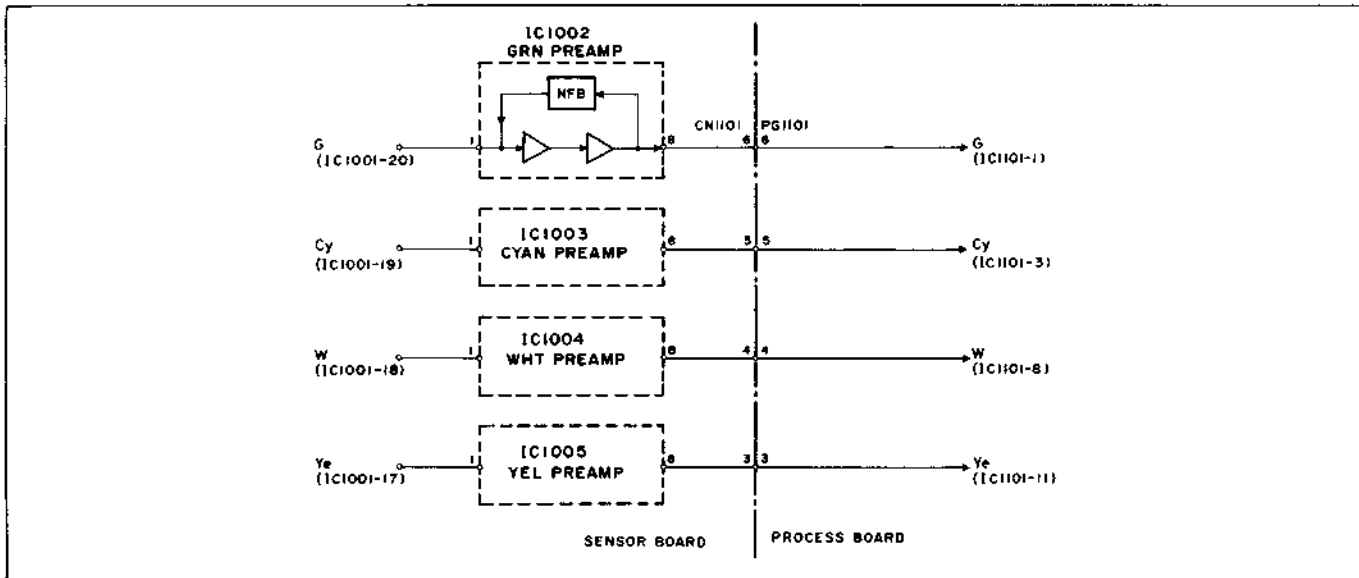 IC1002
GRN PREAMP
NFB
CN1101 PG1101
G 1 8 6 6 G
(IC1001-20) (IC1101-1)
Cy 1 IC1003 8 5 5 Cy
(IC1001-19) CYAN PREAMP (IC1101-3)
W 1 IC1004 8 4 4 W
(IC1001-18) WHT PREAMP (IC1101-8)
Ye 1 IC1005 8 3 3 Ye
(IC1001-17) YEL PREAMP (IC1101-11)
SENSOR BOARD PROCESS BOARD